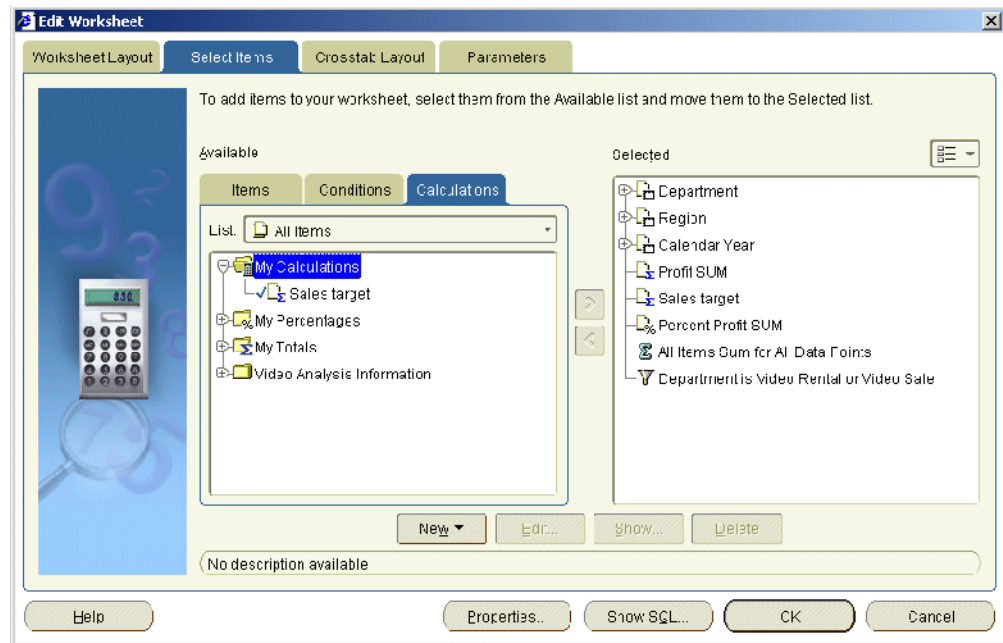 Edit Worksheet
Worksheet Layout Select Items Crosstab Layout Parameters
To add items to your worksheet, select them from the Available list and move them to the Selected list.
Available
Selected
Items Conditions Calculations
List: All Items
My Calculations
Sales target
My Percentages
My Totals
Video Analysis Information
Department
Region
Calendar Year
Profit SUM
Sales target
Percent Profit SUM
All Items Sum for All Data Points
Department is Video Rental or Video Sale
New Edit... Show... Delete
No description available
Help Properties.. Show SQL... OK Cancel